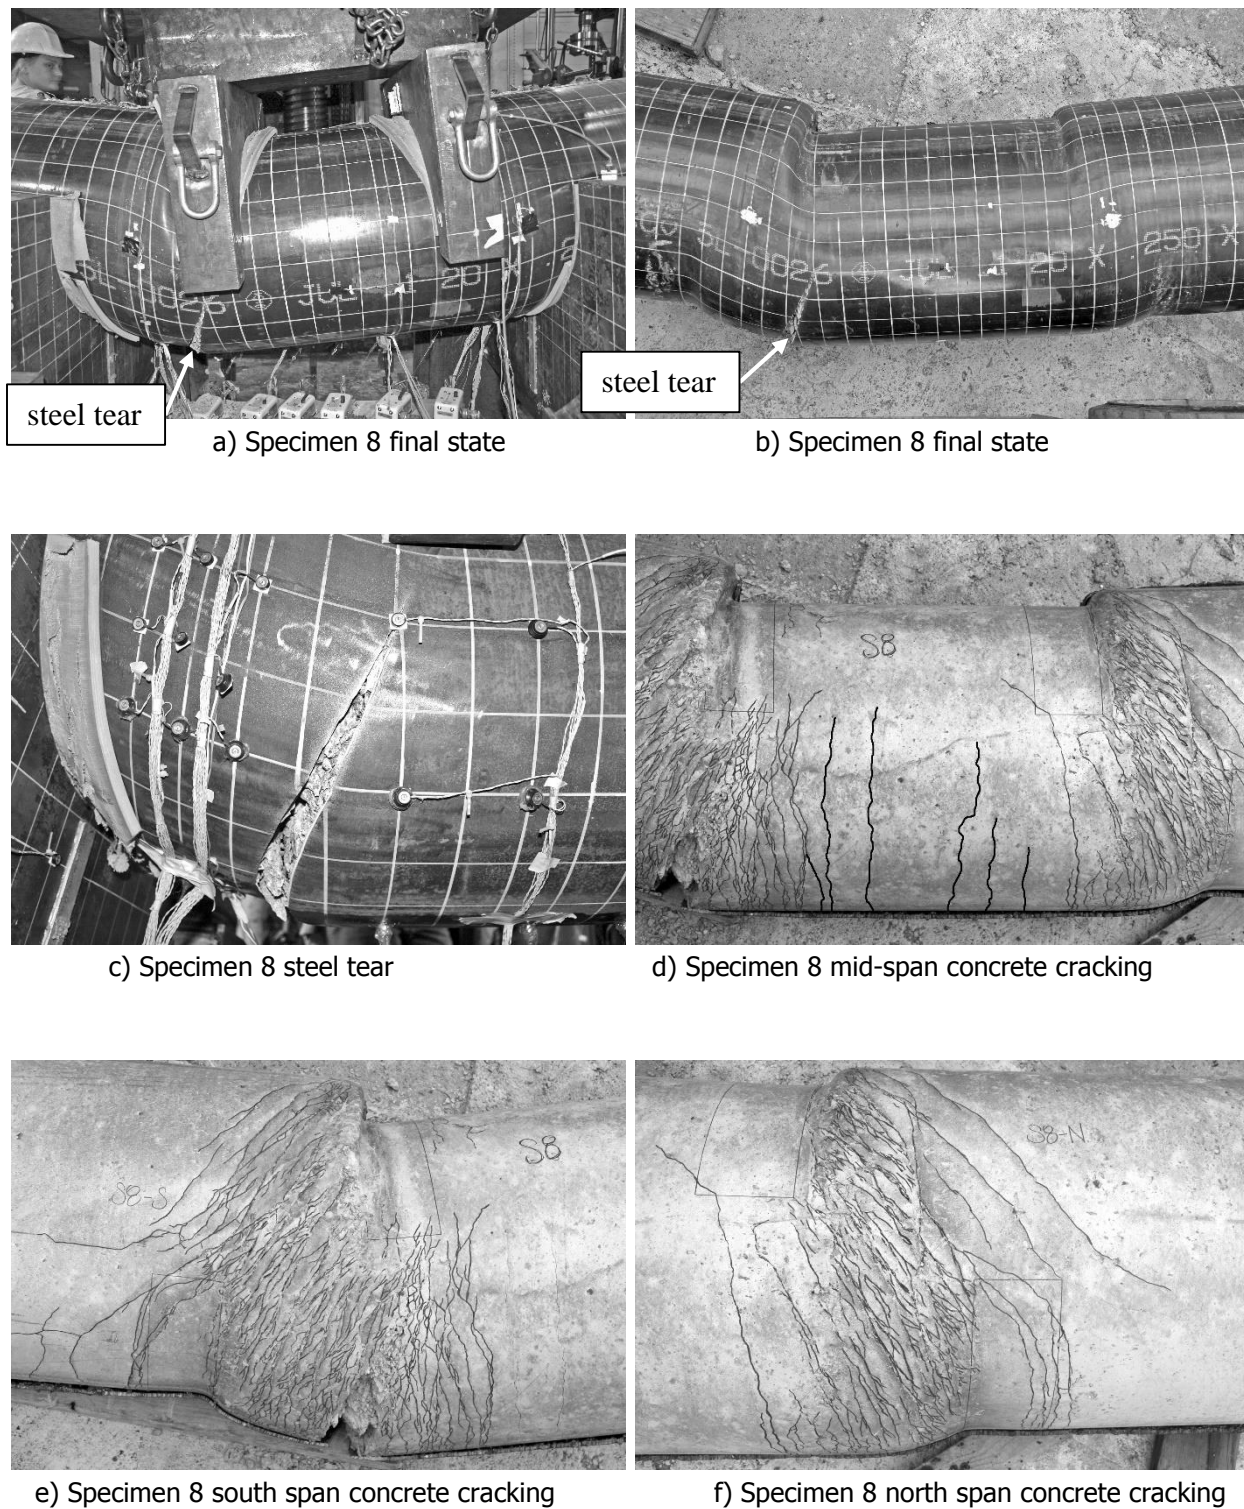 steel tear
steel tear
a) Specimen 8 final state
b) Specimen 8 final state
S8
c) Specimen 8 steel tear
d) Specimen 8 mid-span concrete cracking
S8-S
S8
S8-N
e) Specimen 8 south span concrete cracking
f) Specimen 8 north span concrete cracking